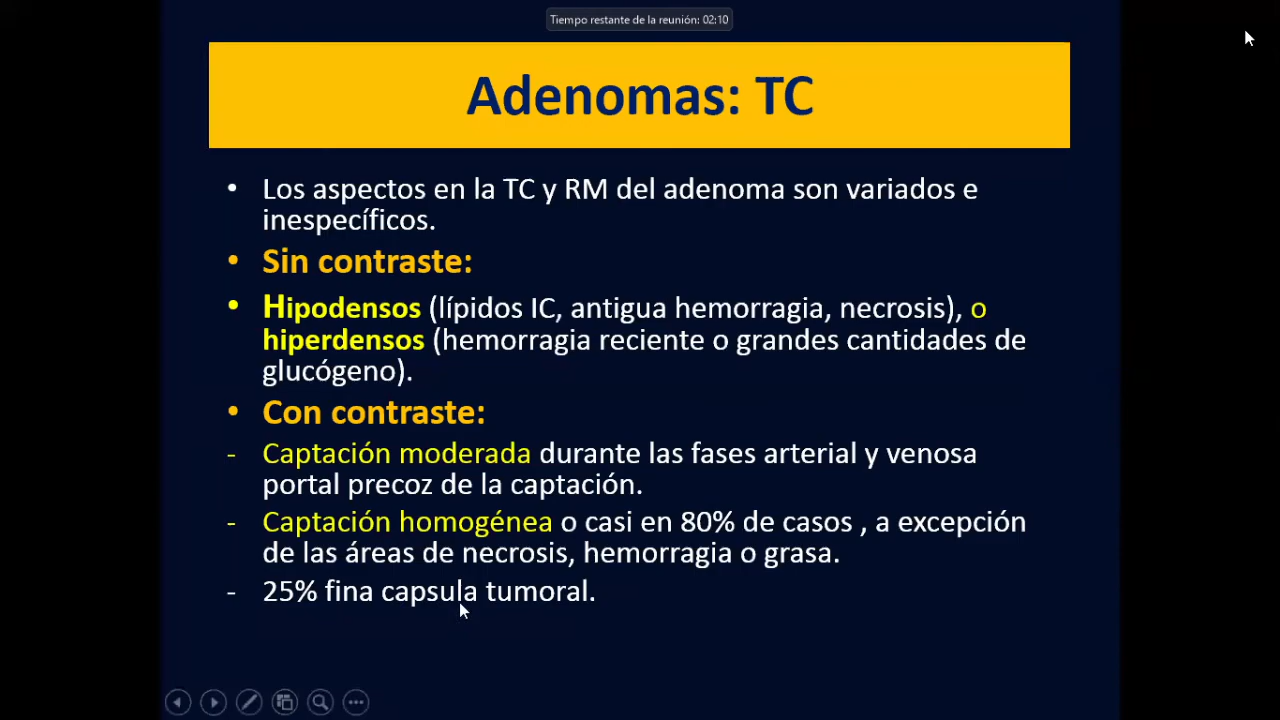 Tiempo restante de la reunión: 02:10
Adenomas: TC
• Los aspectos en la TC y RM del adenoma son variados e
inespecíficos.
• Sin contraste:
• Hipodensos (lípidos IC, antigua hemorragia, necrosis), o
hiperdensos (hemorragia reciente o grandes cantidades de
glucógeno).
• Con contraste:
- Captación moderada durante las fases arterial y venosa
portal precoz de la captación.
- Captación homogénea o casi en 80% de casos , a excepción
de las áreas de necrosis, hemorragia o grasa.
- 25% fina capsula tumoral.